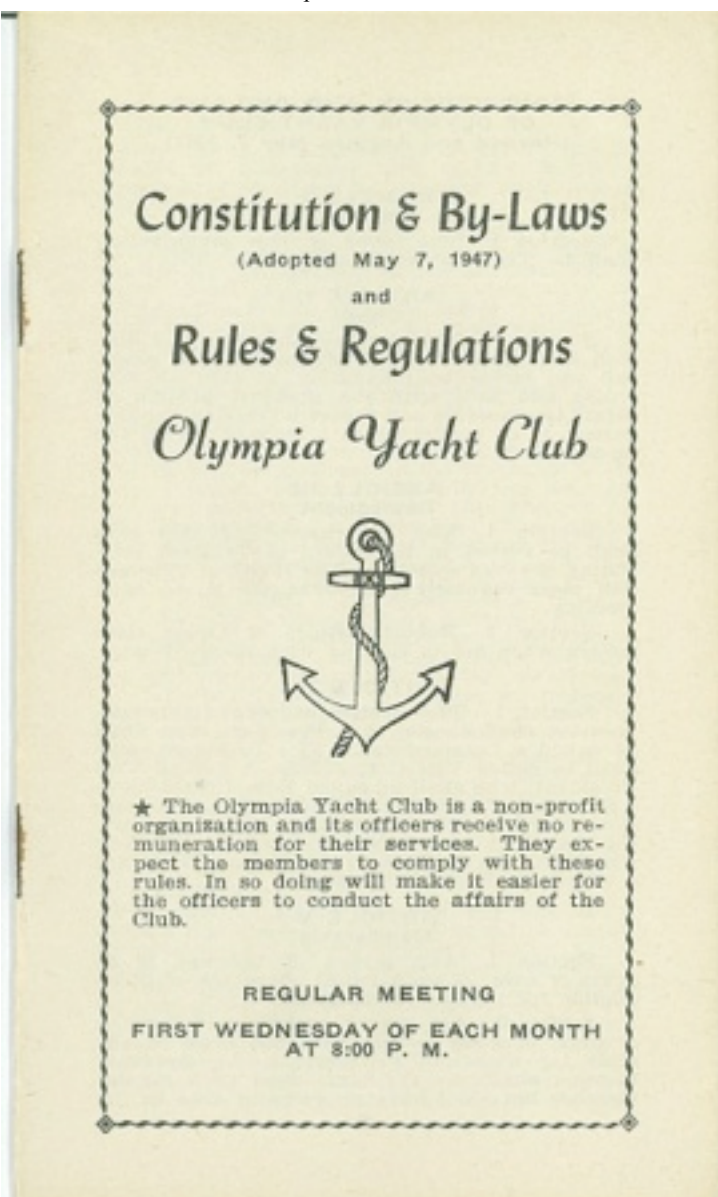 Constitution & By-Laws
(Adopted May 7, 1947)
and
Rules & Regulations
Olympia Yacht Club
★ The Olympia Yacht Club is a non-profit
organization and its officers receive no re-
muneration for their services. They ex-
pect the members to comply with these
rules. In so doing will make it easier for
the officers to conduct the affairs of the
Club.
REGULAR MEETING
FIRST WEDNESDAY OF EACH MONTH
AT 8:00 P. M.